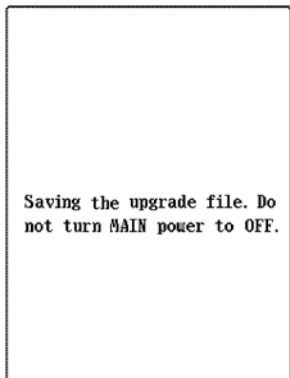 Saving the upgrade file. Do
not turn MAIN power to OFF.